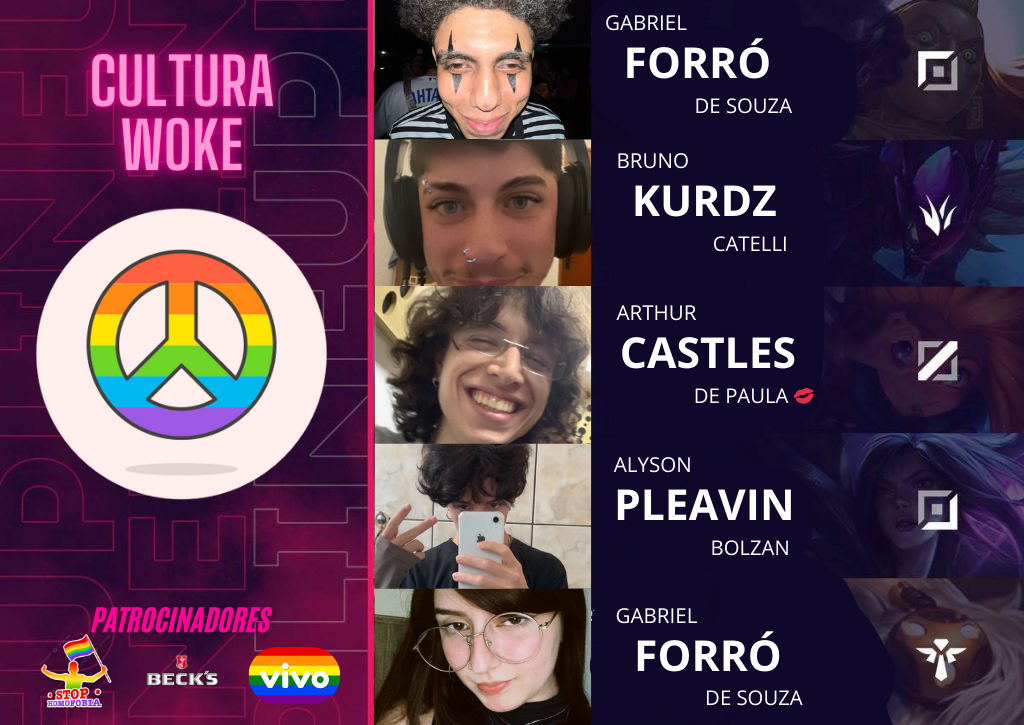 CULTURA
WOKE
PATROCINADORES
STOP
HOMOFOBIA
BECK'S
vivo
GABRIEL
FORRÓ
DE SOUZA
BRUNO
KURDZ
CATELLI
ARTHUR
CASTLES
DE PAULA 💋
ALYSON
PLEAVIN
BOLZAN
GABRIEL
FORRÓ
DE SOUZA